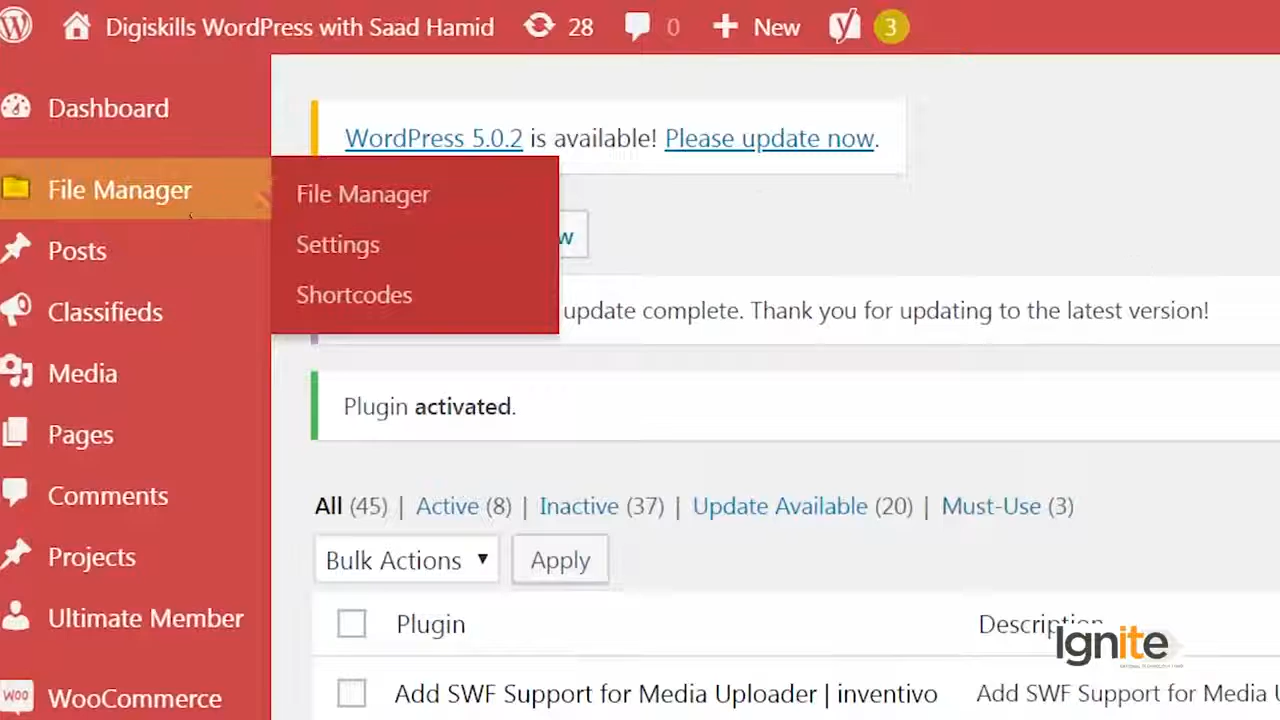 Digiskills WordPress with Saad Hamid 28 0 + New 3
Dashboard
WordPress 5.0.2 is available! Please update now.
File Manager
File Manager
Settings
Shortcodes
w
Posts
Classifieds
update complete. Thank you for updating to the latest version!
Media
Plugin activated.
Pages
Comments
All (45) | Active (8) | Inactive (37) | Update Available (20) | Must-Use (3)
Projects
Bulk Actions Apply
Ultimate Member
Plugin Description
Ignite
WOO WooCommerce
Add SWF Support for Media Uploader | inventivo Add SWF Support for Media U